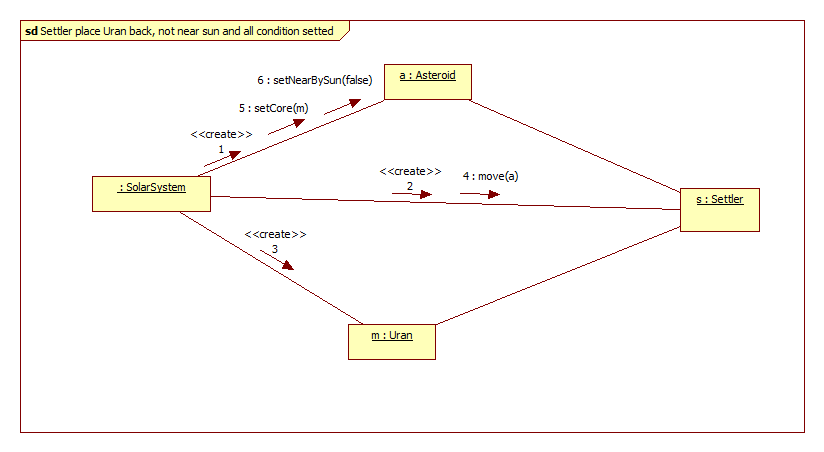 sd Settler place Uran back, not near sun and all condition setted
6 : setNearBySun(false)
a : Asteroid
5 : setCore(m)
<<create>>
1
<<create>>
2
4 : move(a)
: SolarSystem
s : Settler
<<create>>
3
m : Uran